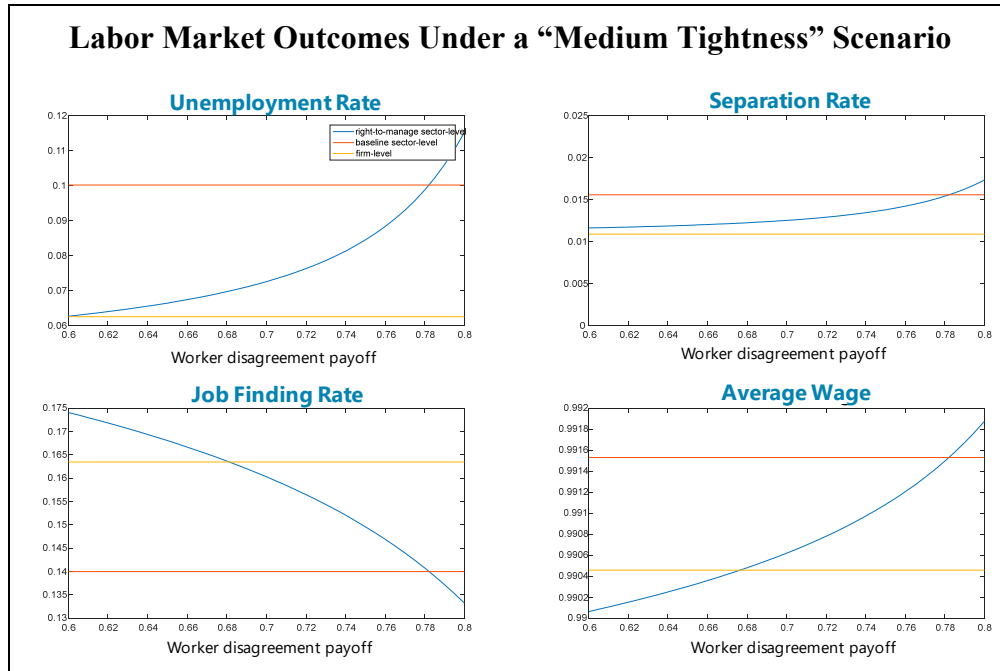 Labor Market Outcomes Under a “Medium Tightness” Scenario
Unemployment Rate
0.12
0.11
0.1
0.09
0.08
0.07
0.06
right-to-manage sector-level
baseline sector-level
firm-level
0.6 0.62 0.64 0.66 0.68 0.7 0.72 0.74 0.76 0.78 0.8
Worker disagreement payoff
Separation Rate
0.025
0.02
0.015
0.01
0.005
0
0.6 0.62 0.64 0.66 0.68 0.7 0.72 0.74 0.76 0.78 0.8
Worker disagreement payoff
Job Finding Rate
0.175
0.17
0.165
0.16
0.155
0.15
0.145
0.14
0.135
0.13
0.6 0.62 0.64 0.66 0.68 0.7 0.72 0.74 0.76 0.78 0.8
Worker disagreement payoff
Average Wage
0.992
0.9918
0.9916
0.9914
0.9912
0.991
0.9908
0.9906
0.9904
0.9902
0.99
0.6 0.62 0.64 0.66 0.68 0.7 0.72 0.74 0.76 0.78 0.8
Worker disagreement payoff